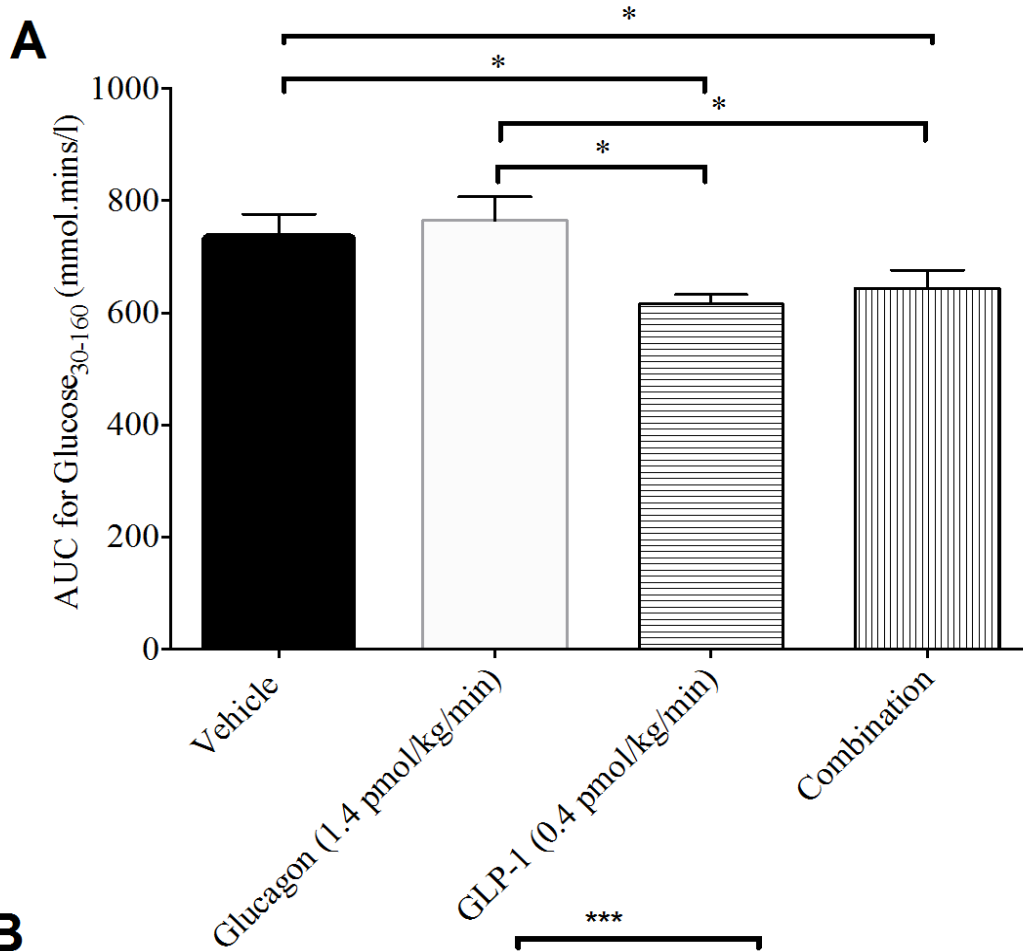 A
*
*
*
*
AUC for Glucose30-160 (mmol.mins/l)
1000
800
600
400
200
0
Vehicle
Glucagon (1.4 pmol/kg/min)
GLP-1 (0.4 pmol/kg/min)
Combination
B
***